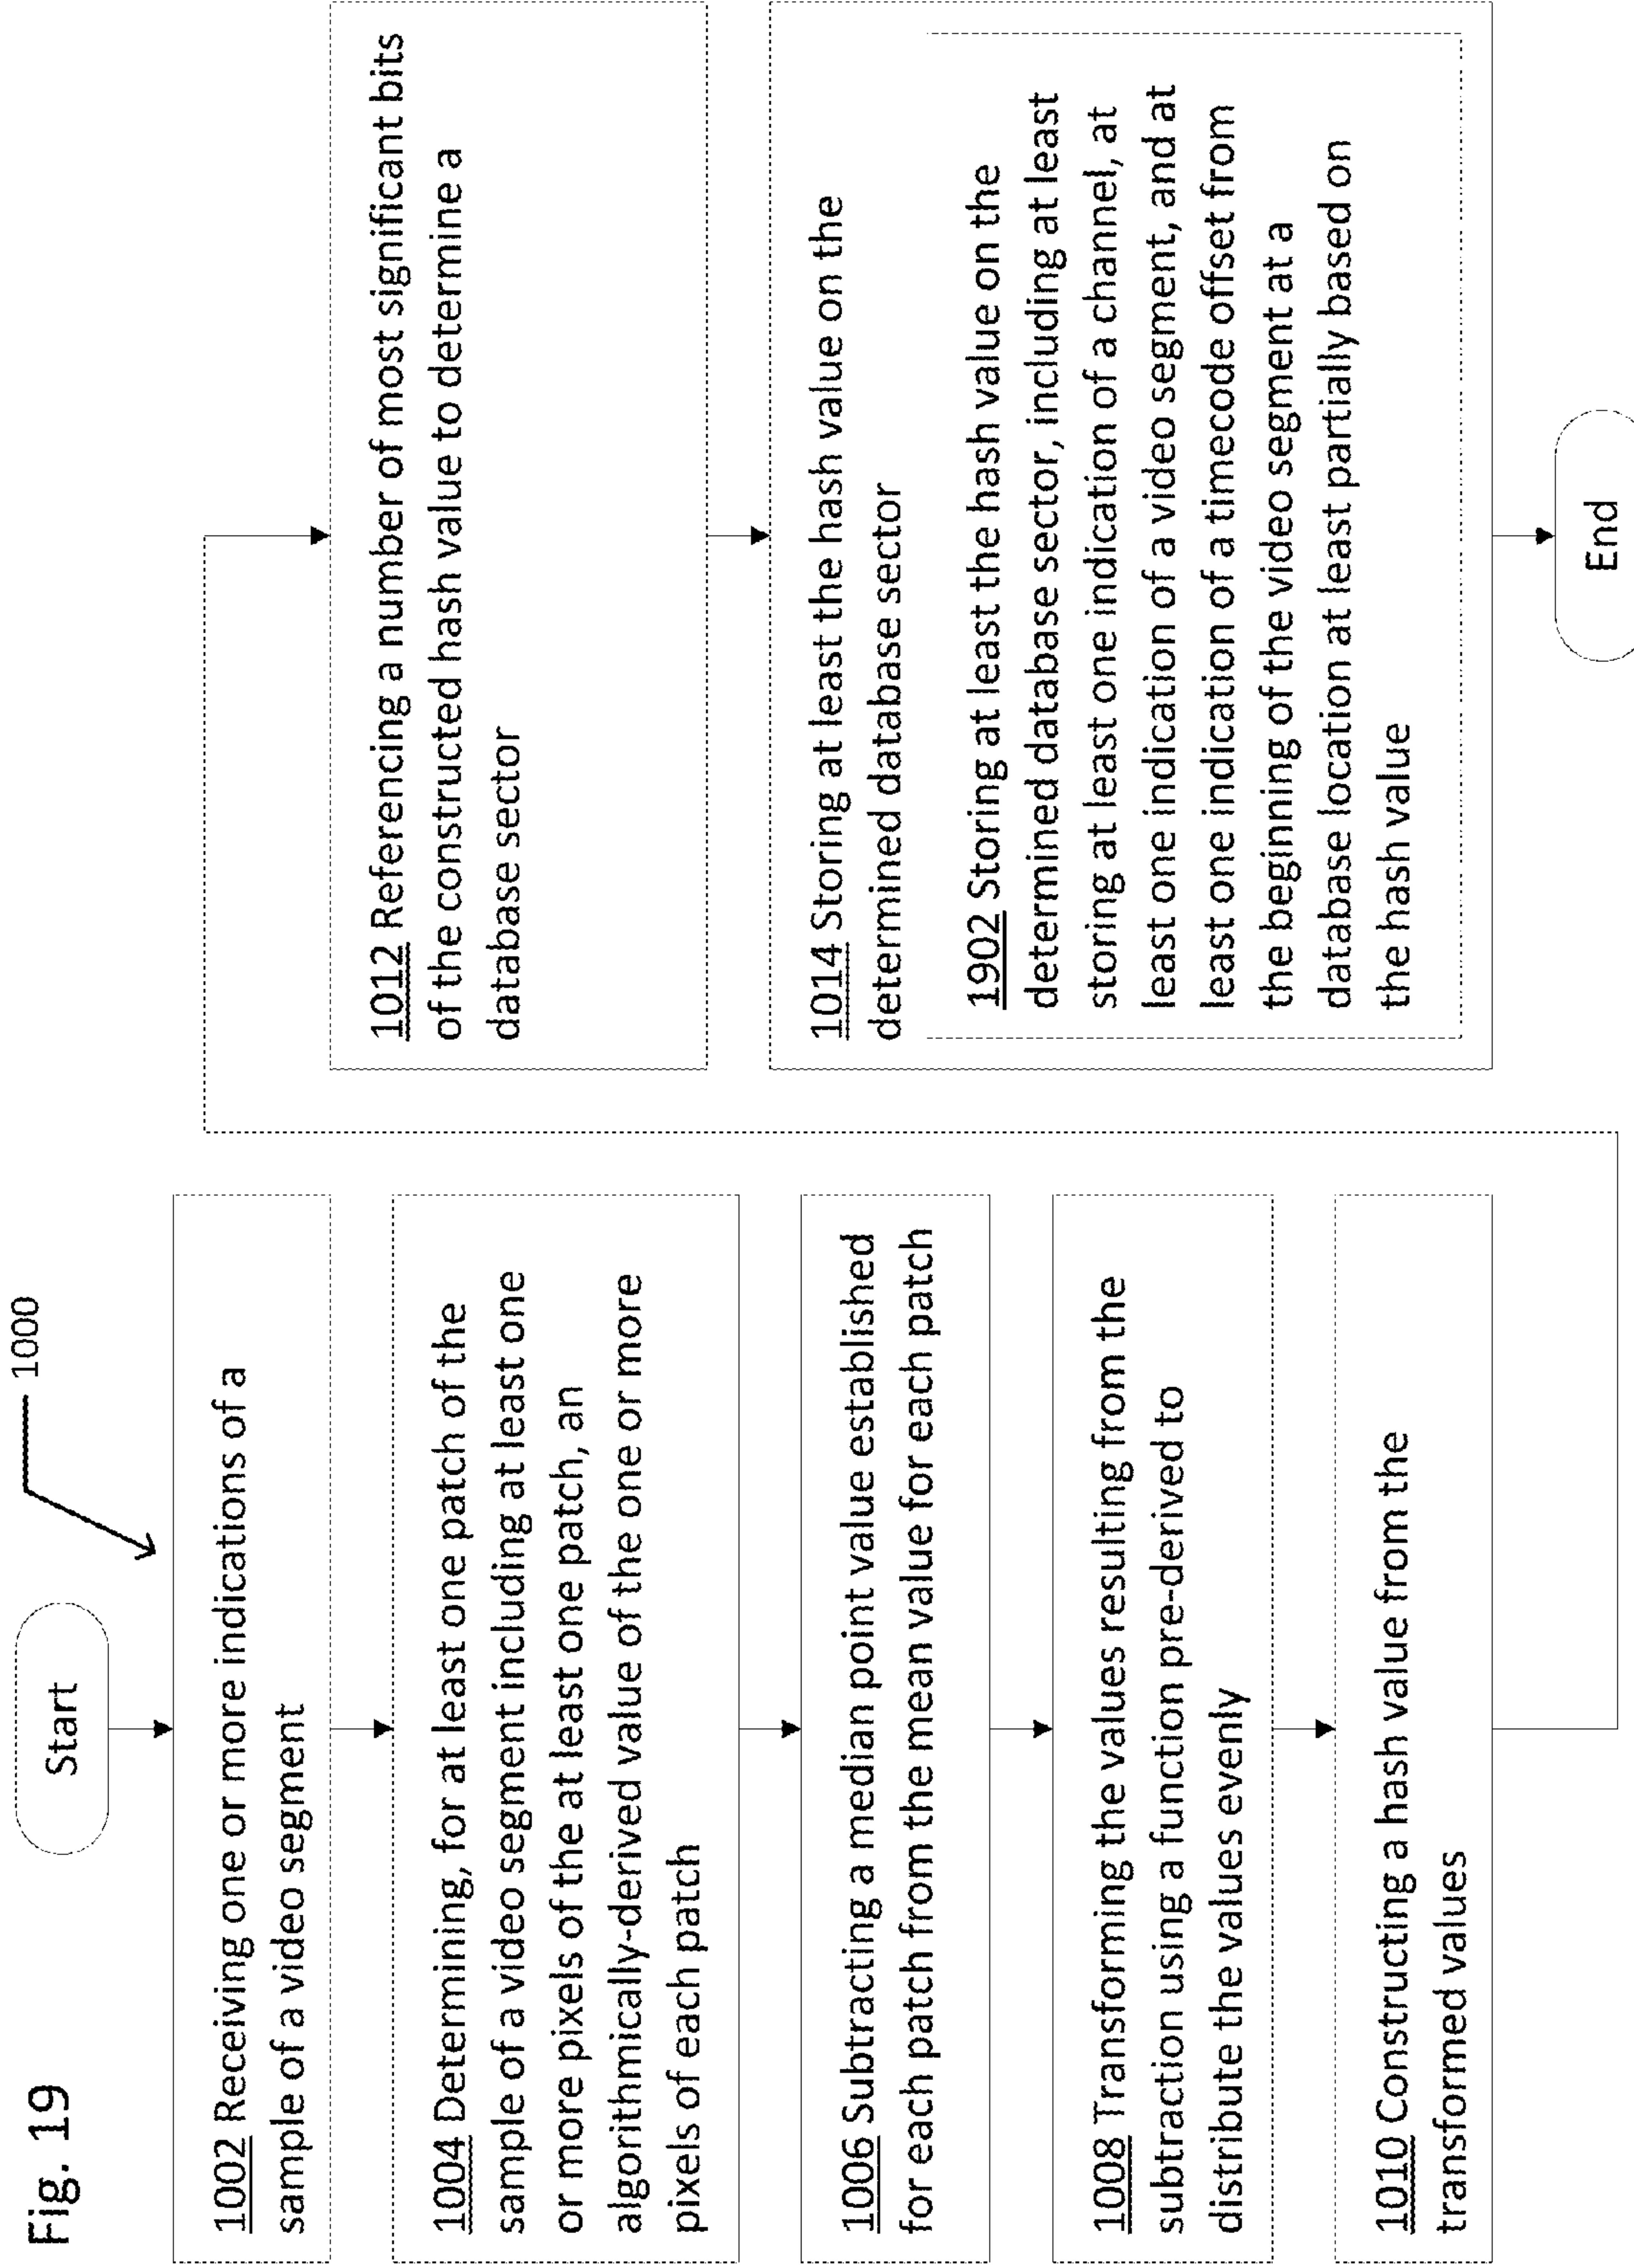 Fig. 19
1000
Start
1002 Receiving one or more indications of a
sample of a video segment
1004 Determining, for at least one patch of the
sample of a video segment including at least one
or more pixels of the at least one patch, an
algorithmically-derived value of the one or more
pixels of each patch
1006 Subtracting a median point value established
for each patch from the mean value for each patch
1008 Transforming the values resulting from the
subtraction using a function pre-derived to
distribute the values evenly
1010 Constructing a hash value from the
transformed values
1012 Referencing a number of most significant bits
of the constructed hash value to determine a
database sector
1014 Storing at least the hash value on the
determined database sector
1902 Storing at least the hash value on the
determined database sector, including at least
storing at least one indication of a channel, at
least one indication of a video segment, and at
least one indication of a timecode offset from
the beginning of the video segment at a
database location at least partially based on
the hash value
End